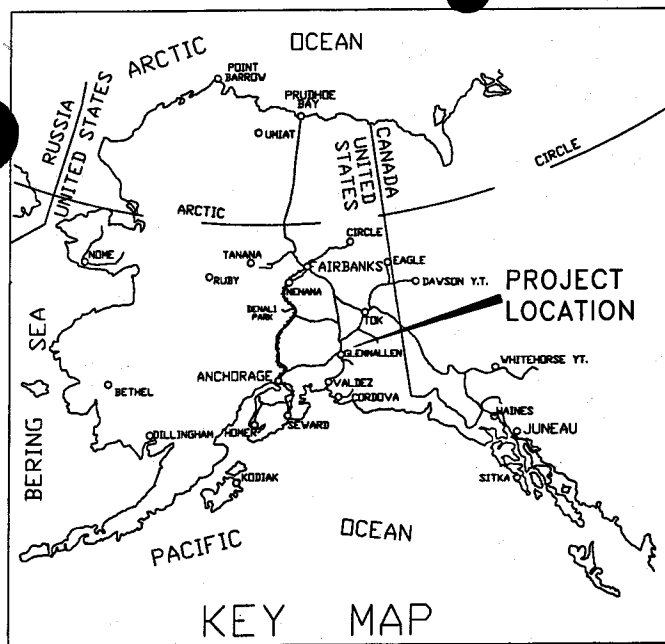 ARCTIC OCEAN
POINT
BARROW
PRUDHOE
BAY
UMIAT
RUSSIA
UNITED STATES
CANADA
UNITED
STATES
ARCTIC
CIRCLE
NOME
TANANA
CIRCLE
FAIRBANKS
EAGLE
RUBY
NENANA
DAWSON Y.T.
DENALI
PARK
TOK
PROJECT
LOCATION
GLENNALLEN
WHITEHORSE YT.
BERING SEA
BETHEL
ANCHORAGE
VALDEZ
CORDOVA
DILLINGHAM
HOMER
SEWARD
HAINES
JUNEAU
KODIAK
SITKA
PACIFIC OCEAN
KEY MAP